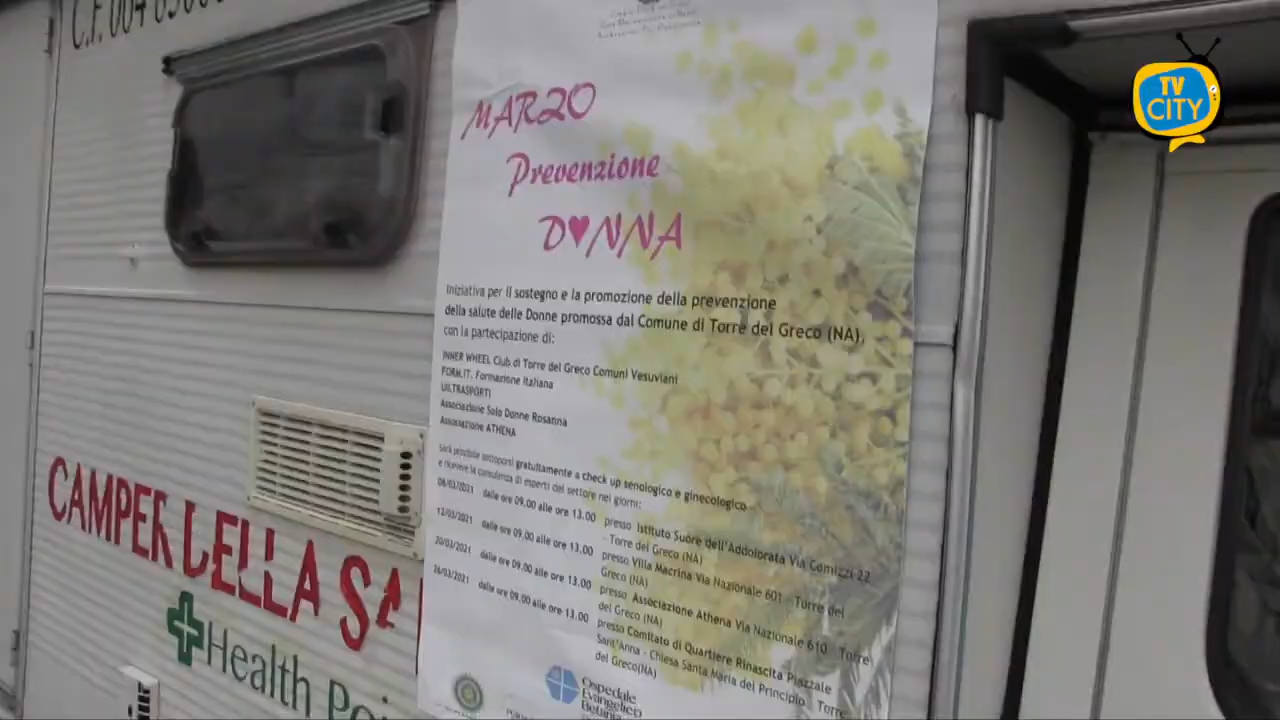 TV
CITY
C.F.
MARZO
Prevenzione
D♥NNA
Iniziativa per il sostegno e la promozione della prevenzione
della salute delle Donne promossa dal Comune di Torre del Greco (NA),
con la partecipazione di:
INNER WHEEL Club di Torre del Greco Comuni Vesuviani
FORM.IT. Formazione Italiana
UILTRASPORTI
Associazione Solo Donne Rosanna
Associazione ATHENA
Sarà possibile sottoporsi gratuitamente a check up senologico e ginecologico
e ricevere la consulenza di esperti del settore nei giorni:
06/03/2021 dalle ore 09.00 alle ore 13.00 presso Istituto Suore dell'Addolorata Via Comizzi 22
- Torre del Greco (NA)
12/03/2021 dalle ore 09.00 alle ore 13.00 presso Villa Macrina Via Nazionale 601 - Torre del
Greco (NA)
20/03/2021 dalle ore 09.00 alle ore 13.00 presso Associazione Athena Via Nazionale 610 - Torre
del Greco (NA)
26/03/2021 dalle ore 09.00 alle ore 13.00 presso Comitato di Quartiere Rinascita Piazzale
Sant'Anna - Chiesa Santa Maria del Principio - Torre
del Greco(NA)
Ospedale
Evangelico
Betania
CAMPER DELLA SA
Health Poi